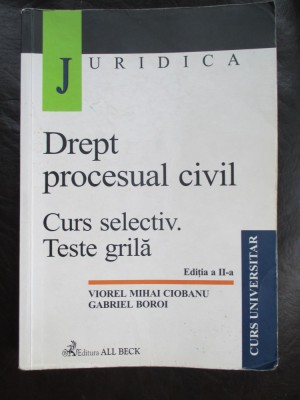 JURIDICA
Drept
procesual civil
Curs selectiv.
Teste grilă
Ediția a II-a
VIOREL MIHAI CIOBANU
GABRIEL BOROI
CURS UNIVERSITAR
Editura ALL BECK